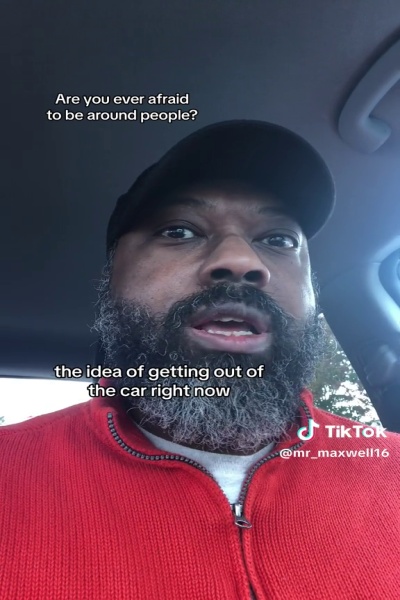 Are you ever afraid
to be around people?
the idea of getting out of
the car right now
TikTok
@mr_maxwell16